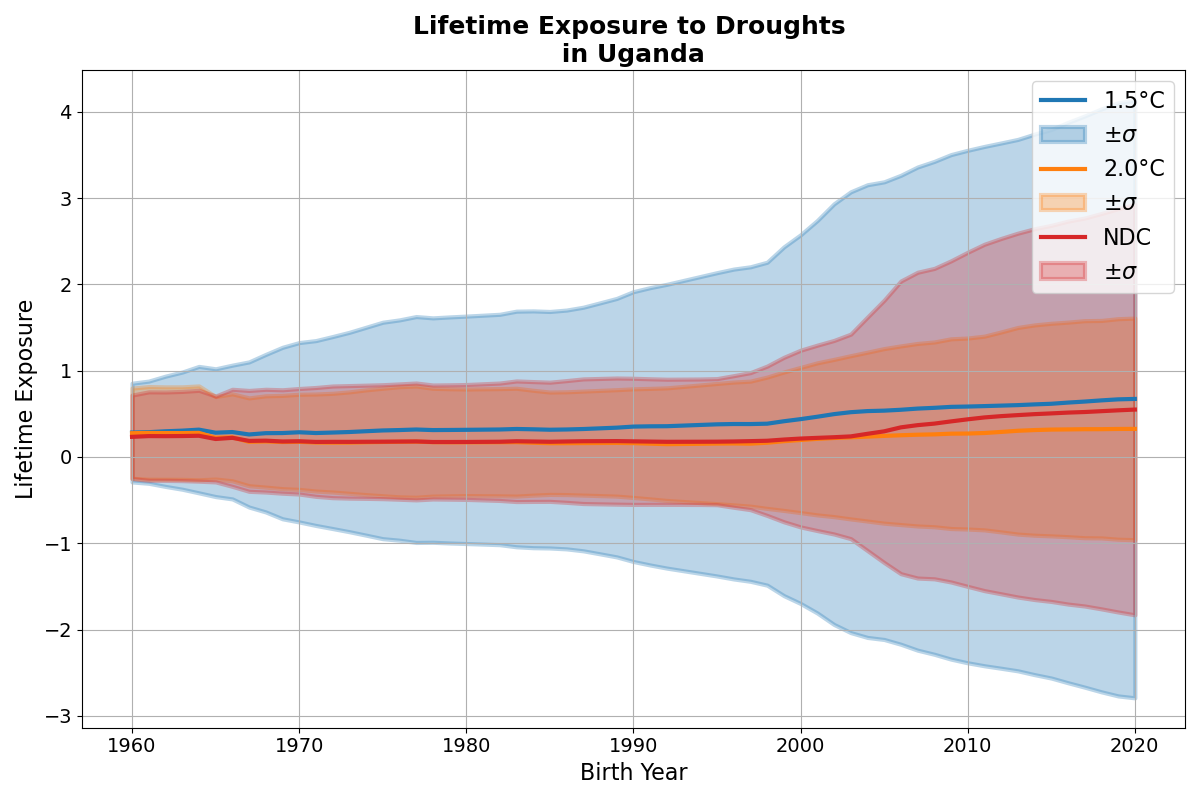 Lifetime Exposure to Droughts
in Uganda
1.5°C
±σ
2.0°C
±σ
NDC
±σ
4
3
2
1
0
−1
−2
−3
Lifetime Exposure
1960 1970 1980 1990 2000 2010 2020
Birth Year